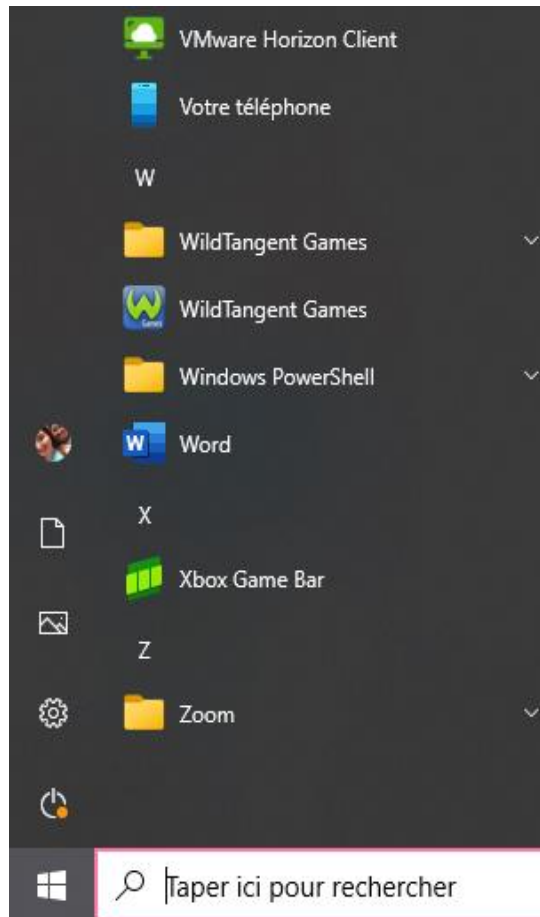 VMware Horizon Client
Votre téléphone
W
WildTangent Games
WildTangent Games
Windows PowerShell
Word
X
Xbox Game Bar
Z
Zoom
Taper ici pour rechercher